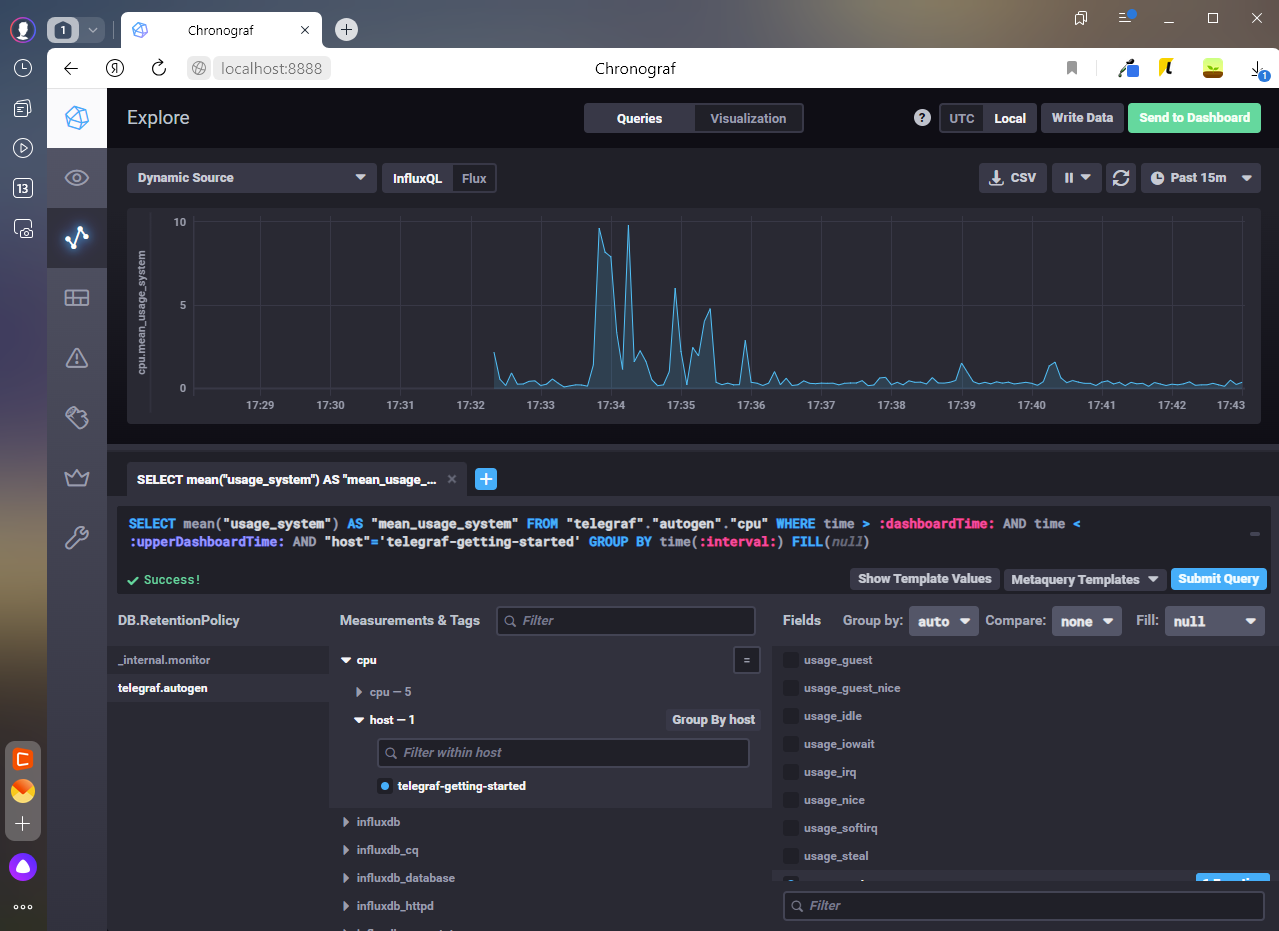 1
Chronograf
Я
localhost:8888
Chronograf
1
13
Explore
Queries
Visualization
?
UTC
Local
Write Data
Send to Dashboard
Dynamic Source
InfluxQL
Flux
CSV
Past 15m
cpu.mean_usage_system
10
5
0
17:29
17:30
17:31
17:32
17:33
17:34
17:35
17:36
17:37
17:38
17:39
17:40
17:41
17:42
17:43
SELECT mean("usage_system") AS "mean_usage_...
SELECT mean("usage_system") AS "mean_usage_system" FROM "telegraf"."autogen"."cpu" WHERE time > :dashboardTime: AND time <
:upperDashboardTime: AND "host"='telegraf-getting-started' GROUP BY time(:interval:) FILL(null)
Success!
Show Template Values
Metaquery Templates
Submit Query
DB.RetentionPolicy
Measurements & Tags
Filter
Fields
Group by:
auto
Compare:
none
Fill:
null
_internal.monitor
telegraf.autogen
cpu
=
cpu — 5
host — 1
Group By host
Filter within host
telegraf-getting-started
influxdb
influxdb_cq
influxdb_database
influxdb_httpd
usage_guest
usage_guest_nice
usage_idle
usage_iowait
usage_irq
usage_nice
usage_softirq
usage_steal
Filter